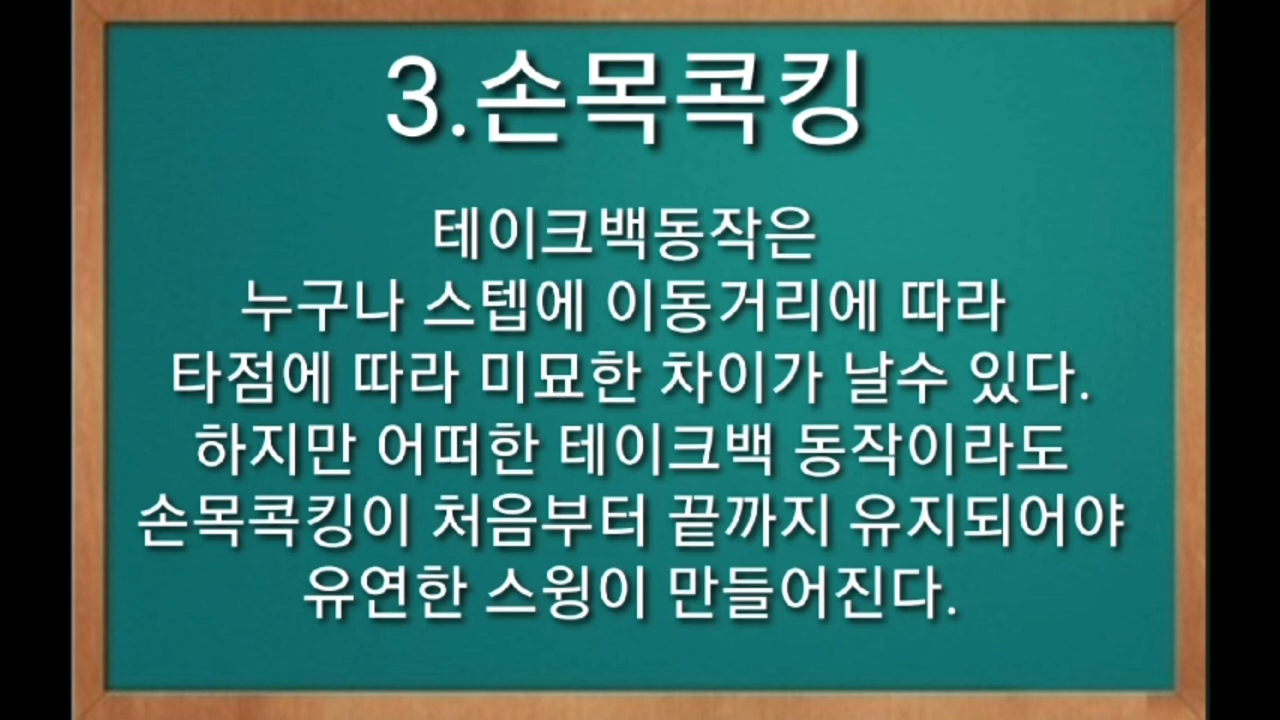 3.손목콕킹
테이크백동작은
누구나 스텝에 이동거리에 따라
타점에 따라 미묘한 차이가 날수 있다.
하지만 어떠한 테이크백 동작이라도
손목콕킹이 처음부터 끝까지 유지되어야
유연한 스윙이 만들어진다.